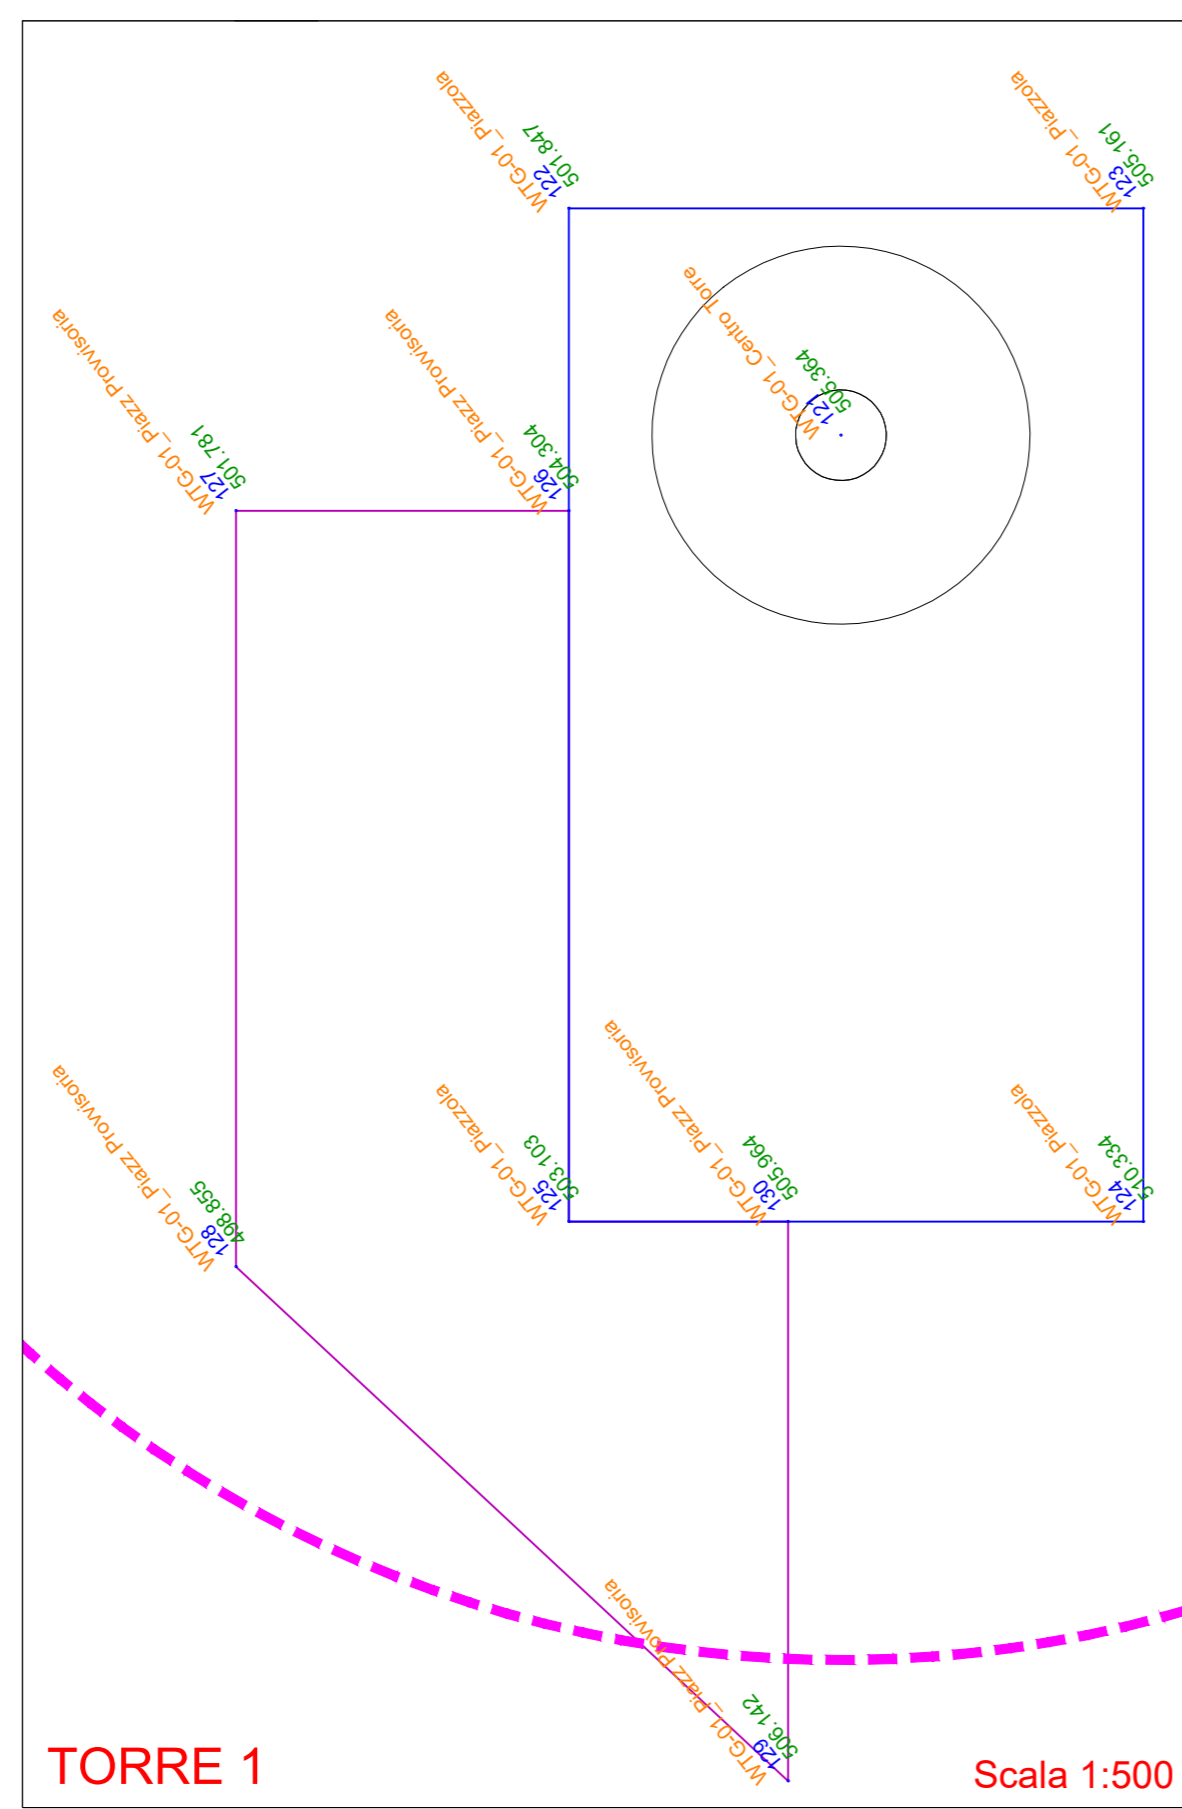 WTG-01_Piazzola
122
501.847
WTG-01_Piazzola
123
505.161
WTG-01_Centro Torre
121
505.364
WTG-01_Piazz Provvisoria
127
501.781
WTG-01_Piazz Provvisoria
126
504.304
WTG-01_Piazz Provvisoria
128
498.855
WTG-01_Piazzola
125
503.103
WTG-01_Piazz Provvisoria
130
505.964
WTG-01_Piazzola
124
510.334
WTG-01_Piazz Provvisoria
129
506.142
TORRE 1
Scala 1:500